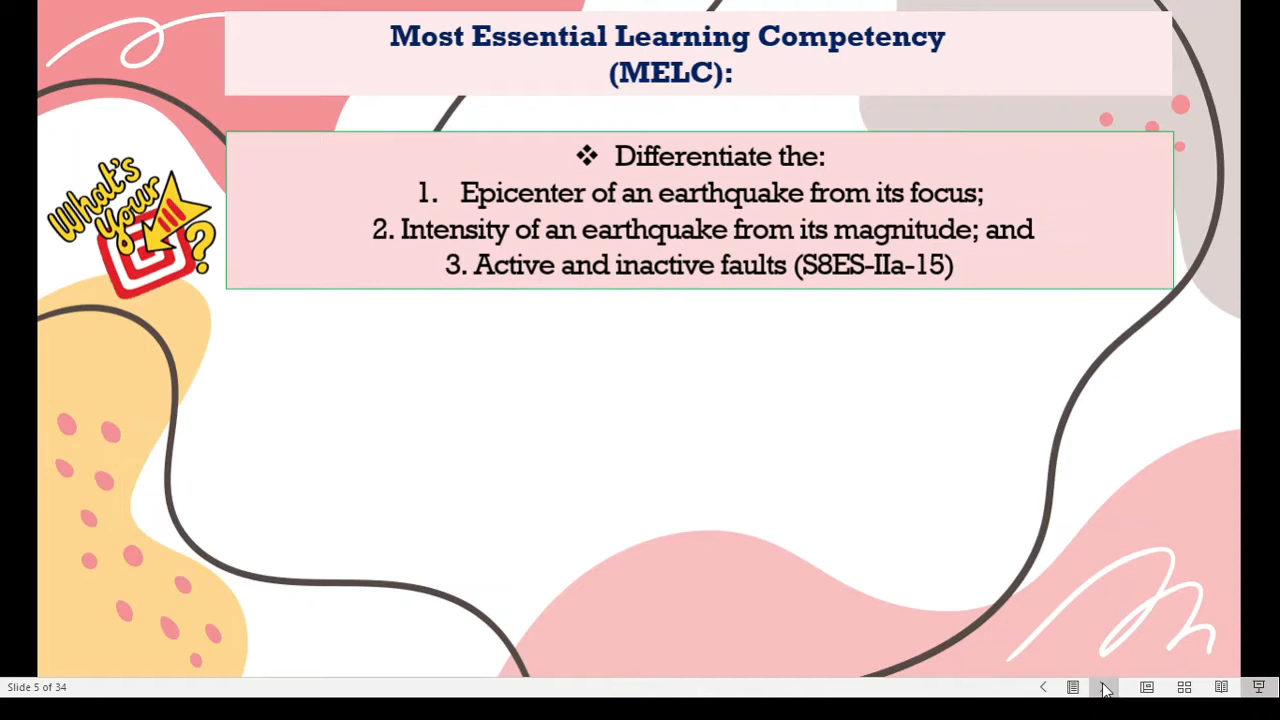 Most Essential Learning Competency
(MELC):
❖ Differentiate the:
1. Epicenter of an earthquake from its focus;
2. Intensity of an earthquake from its magnitude; and
3. Active and inactive faults (S8ES-IIa-15)
What's
Your
?
Slide 5 of 34